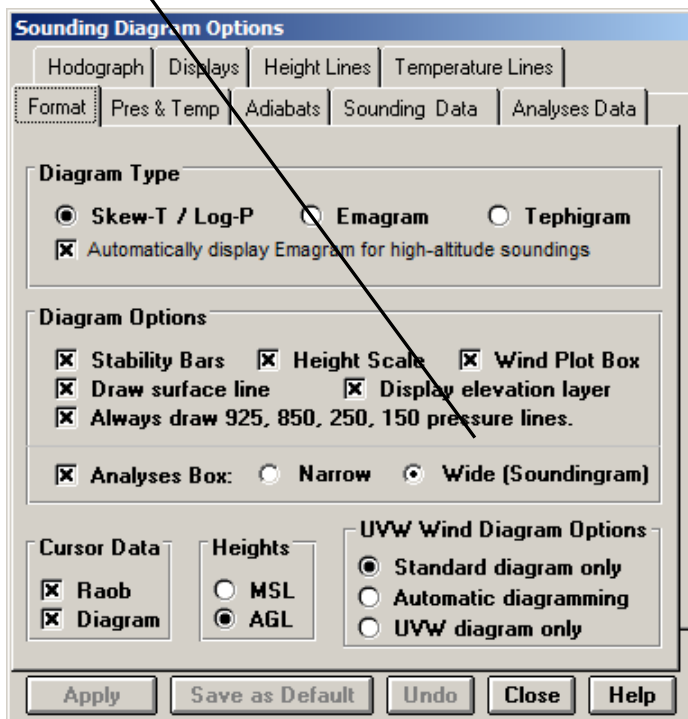 Sounding Diagram Options
Hodograph Displays Height Lines Temperature Lines
Format Pres & Temp Adiabats Sounding Data Analyses Data
Diagram Type
Skew-T / Log-P Emagram Tephigram
Automatically display Emagram for high-altitude soundings
Diagram Options
Stability Bars Height Scale Wind Plot Box
Draw surface line Display elevation layer
Always draw 925, 850, 250, 150 pressure lines.
Analyses Box: Narrow Wide (Soundingram)
Cursor Data
Raob
Diagram
Heights
MSL
AGL
UVW Wind Diagram Options
Standard diagram only
Automatic diagramming
UVW diagram only
Apply Save as Default Undo Close Help